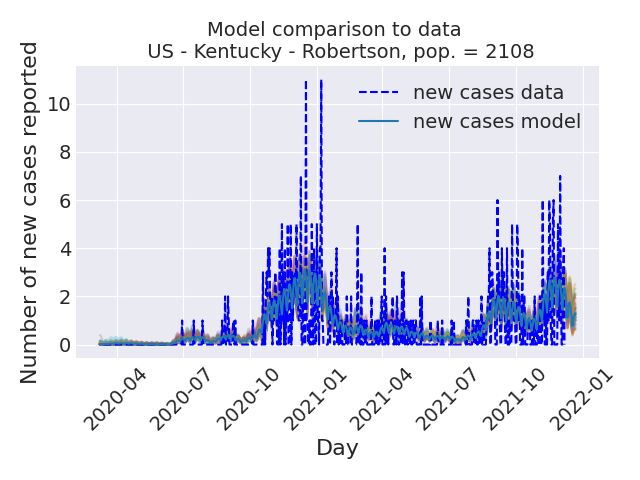 Model comparison to data
US - Kentucky - Robertson, pop. = 2108
Number of new cases reported
10
8
6
4
2
0
new cases data
new cases model
2020-04
2020-07
2020-10
2021-01
2021-04
2021-07
2021-10
2022-01
Day